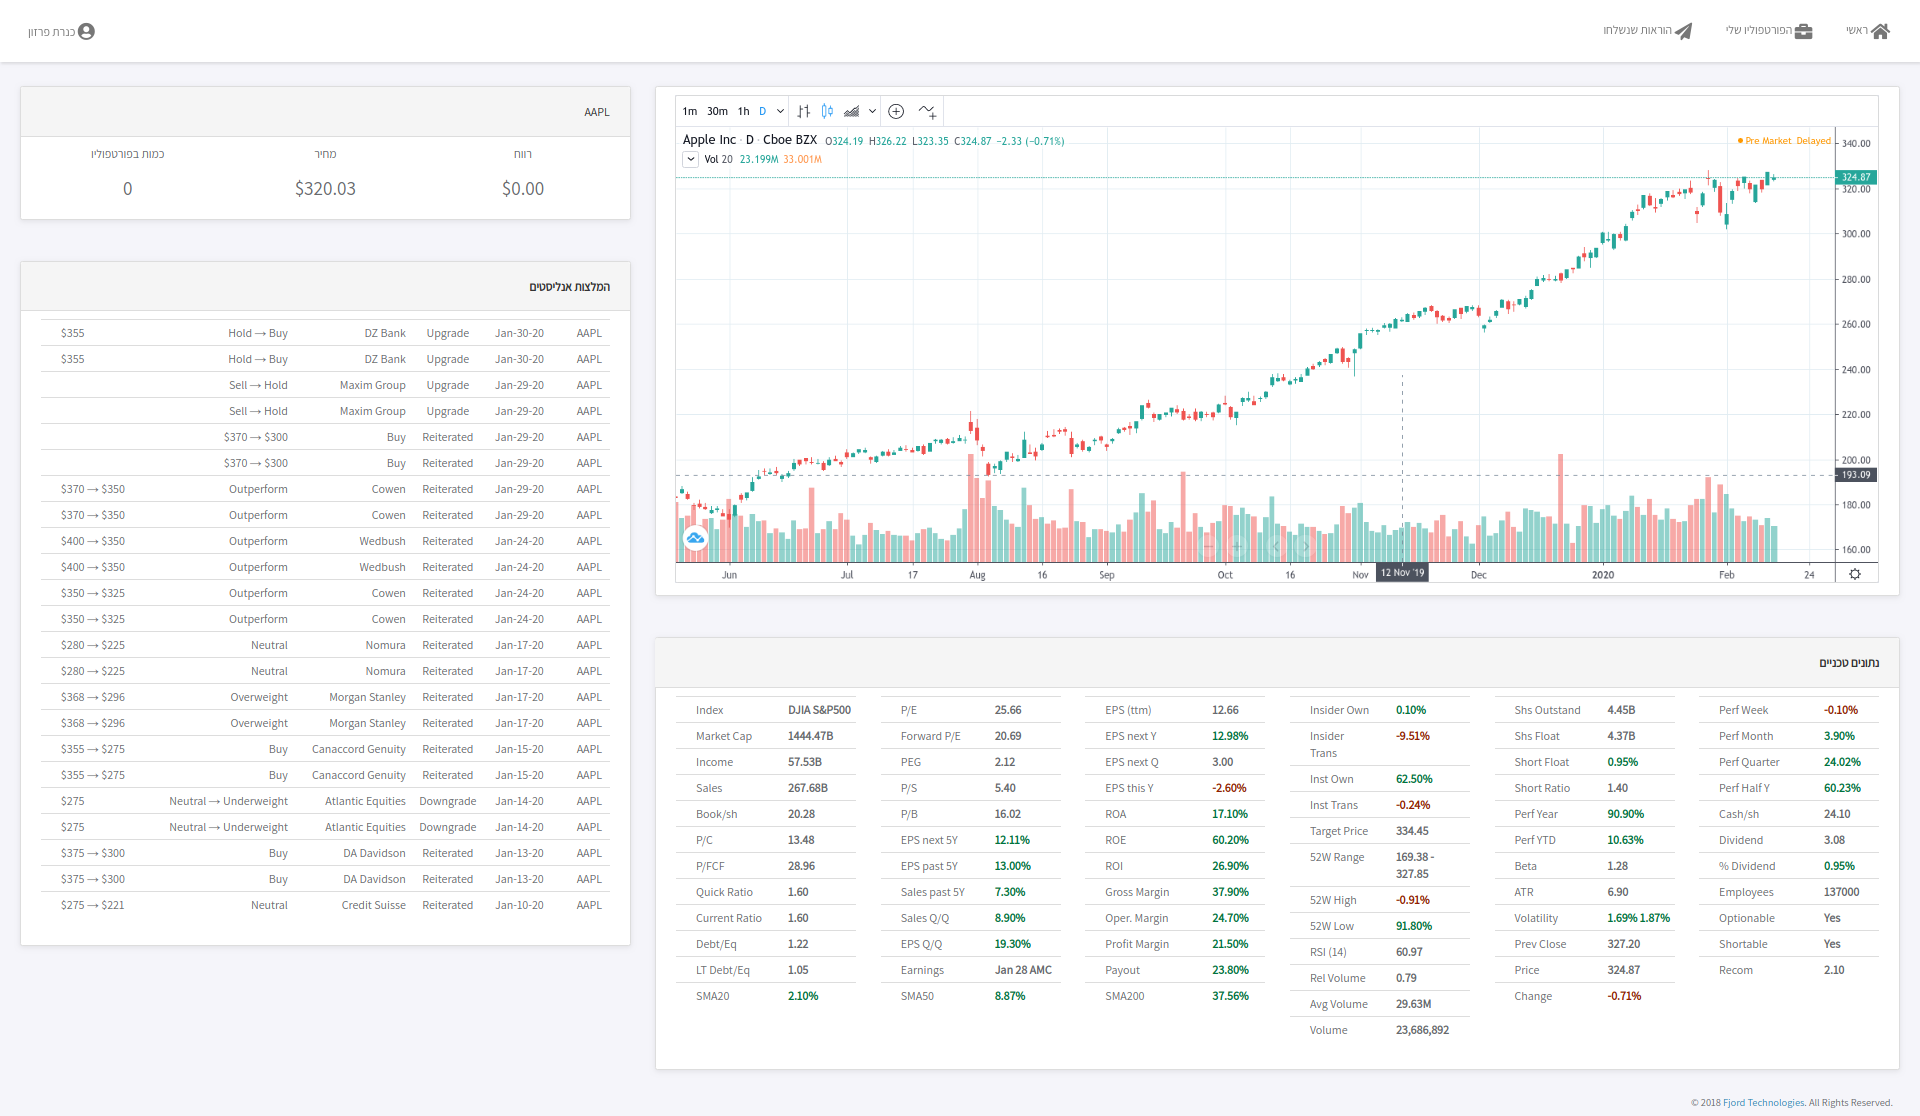 ראשי
הפורטפוליו שלי
הוראות שנשלחו
כנרת פרזון
AAPL
רווח
מחיר
כמות בפורטפוליו
$0.00
$320.03
0
המלצות אנליסטים
$355 Hold → Buy DZ Bank Upgrade Jan-30-20 AAPL
$355 Hold → Buy DZ Bank Upgrade Jan-30-20 AAPL
Sell → Hold Maxim Group Upgrade Jan-29-20 AAPL
Sell → Hold Maxim Group Upgrade Jan-29-20 AAPL
$370 → $300 Buy Reiterated Jan-29-20 AAPL
$370 → $300 Buy Reiterated Jan-29-20 AAPL
$370 → $350 Outperform Cowen Reiterated Jan-29-20 AAPL
$370 → $350 Outperform Cowen Reiterated Jan-29-20 AAPL
$400 → $350 Outperform Wedbush Reiterated Jan-24-20 AAPL
$400 → $350 Outperform Wedbush Reiterated Jan-24-20 AAPL
$350 → $325 Outperform Cowen Reiterated Jan-24-20 AAPL
$350 → $325 Outperform Cowen Reiterated Jan-24-20 AAPL
$280 → $225 Neutral Nomura Reiterated Jan-17-20 AAPL
$280 → $225 Neutral Nomura Reiterated Jan-17-20 AAPL
$368 → $296 Overweight Morgan Stanley Reiterated Jan-17-20 AAPL
$368 → $296 Overweight Morgan Stanley Reiterated Jan-17-20 AAPL
$355 → $275 Buy Canaccord Genuity Reiterated Jan-15-20 AAPL
$355 → $275 Buy Canaccord Genuity Reiterated Jan-15-20 AAPL
$275 Neutral → Underweight Atlantic Equities Downgrade Jan-14-20 AAPL
$275 Neutral → Underweight Atlantic Equities Downgrade Jan-14-20 AAPL
$375 → $300 Buy DA Davidson Reiterated Jan-13-20 AAPL
$375 → $300 Buy DA Davidson Reiterated Jan-13-20 AAPL
$275 → $221 Neutral Credit Suisse Reiterated Jan-10-20 AAPL
1m 30m 1h D
Apple Inc · D · Cboe BZX O324.19 H326.22 L323.35 C324.87 −2.33 (−0.71%)
Vol 20 23.199M 33.001M
Pre Market Delayed
340.00
324.87
320.00
300.00
280.00
260.00
240.00
220.00
200.00
193.09
180.00
160.00
Jun Jul 17 Aug 16 Sep Oct 16 Nov 12 Nov '19 Dec 2020 Feb 24
נתונים טכניים
Index DJIA S&P500
Market Cap 1444.47B
Income 57.53B
Sales 267.68B
Book/sh 20.28
P/C 13.48
P/FCF 28.96
Quick Ratio 1.60
Current Ratio 1.60
Debt/Eq 1.22
LT Debt/Eq 1.05
SMA20 2.10%
P/E 25.66
Forward P/E 20.69
PEG 2.12
P/S 5.40
P/B 16.02
EPS next 5Y 12.11%
EPS past 5Y 13.00%
Sales past 5Y 7.30%
Sales Q/Q 8.90%
EPS Q/Q 19.30%
Earnings Jan 28 AMC
SMA50 8.87%
EPS (ttm) 12.66
EPS next Y 12.98%
EPS next Q 3.00
EPS this Y -2.60%
ROA 17.10%
ROE 60.20%
ROI 26.90%
Gross Margin 37.90%
Oper. Margin 24.70%
Profit Margin 21.50%
Payout 23.80%
SMA200 37.56%
Insider Own 0.10%
Insider Trans -9.51%
Inst Own 62.50%
Inst Trans -0.24%
Target Price 334.45
52W Range 169.38 - 327.85
52W High -0.91%
52W Low 91.80%
RSI (14) 60.97
Rel Volume 0.79
Avg Volume 29.63M
Volume 23,686,892
Shs Outstand 4.45B
Shs Float 4.37B
Short Float 0.95%
Short Ratio 1.40
Perf Year 90.90%
Perf YTD 10.63%
Beta 1.28
ATR 6.90
Volatility 1.69% 1.87%
Prev Close 327.20
Price 324.87
Change -0.71%
Perf Week -0.10%
Perf Month 3.90%
Perf Quarter 24.02%
Perf Half Y 60.23%
Cash/sh 24.10
Dividend 3.08
% Dividend 0.95%
Employees 137000
Optionable Yes
Shortable Yes
Recom 2.10
© 2018 Fjord Technologies. All Rights Reserved.